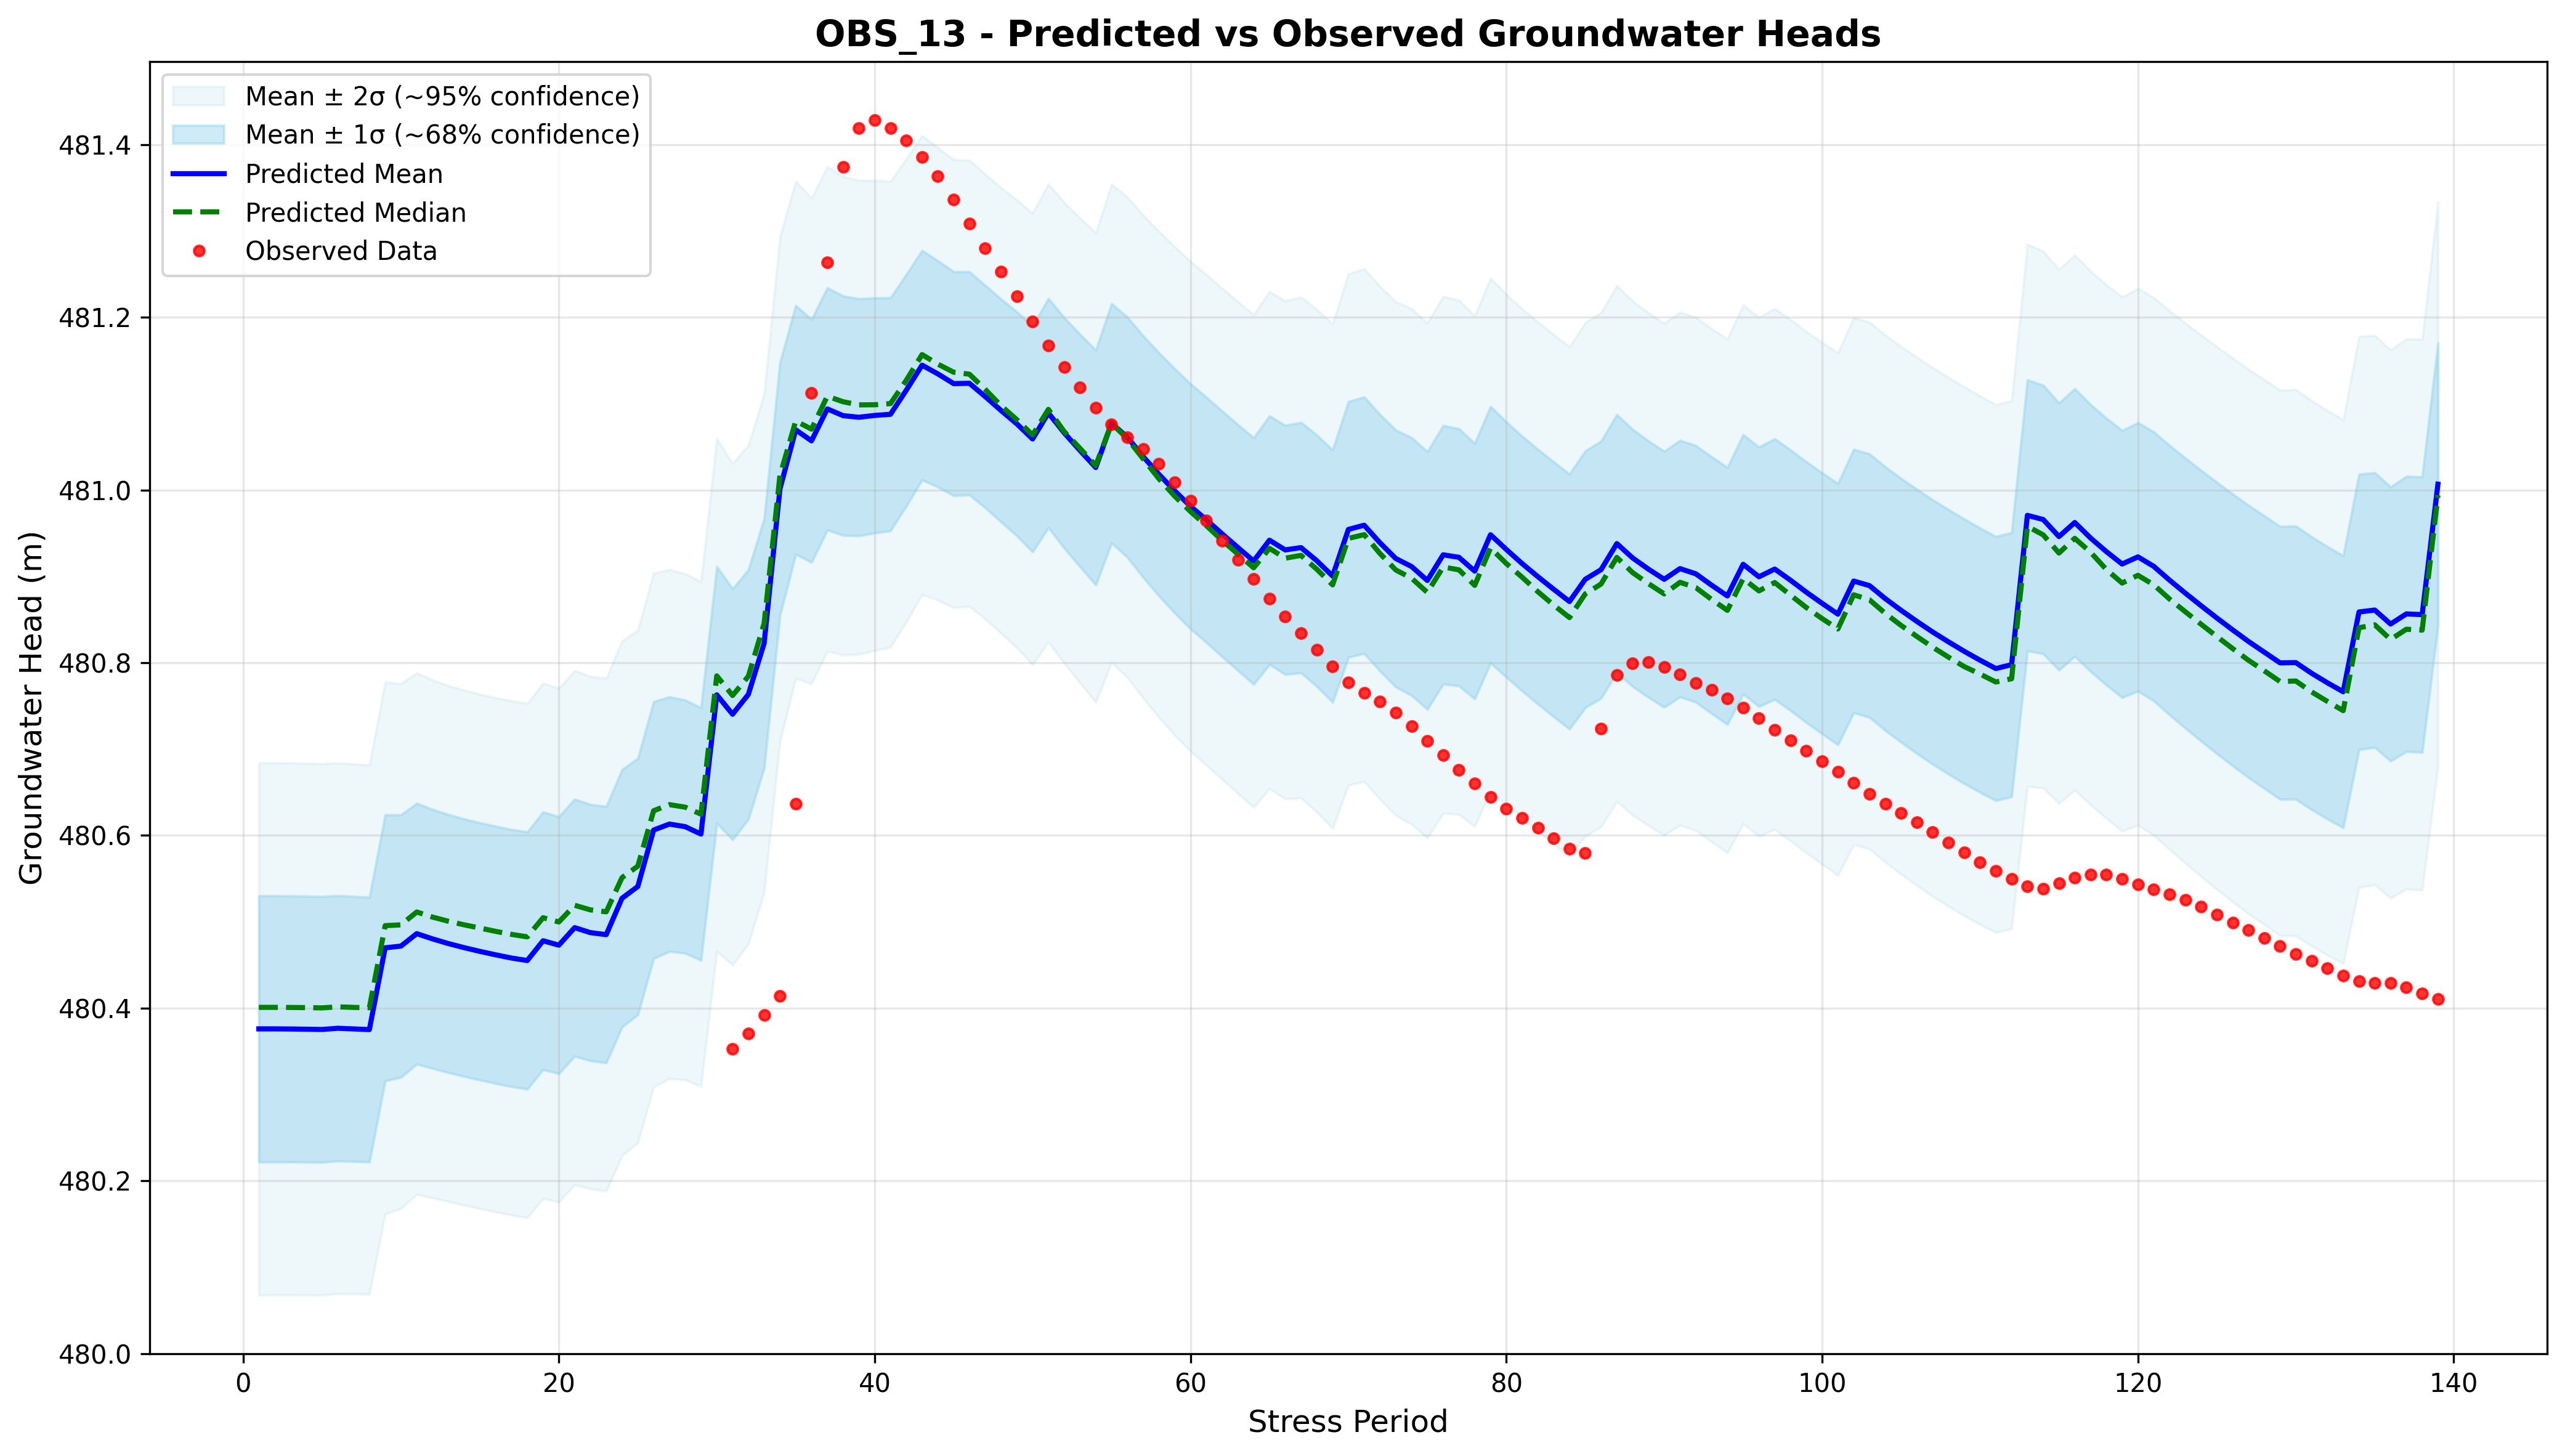 OBS_13 - Predicted vs Observed Groundwater Heads
Mean ± 2σ (~95% confidence)
Mean ± 1σ (~68% confidence)
Predicted Mean
Predicted Median
Observed Data
Groundwater Head (m)
481.4
481.2
481.0
480.8
480.6
480.4
480.2
480.0
0 20 40 60 80 100 120 140
Stress Period